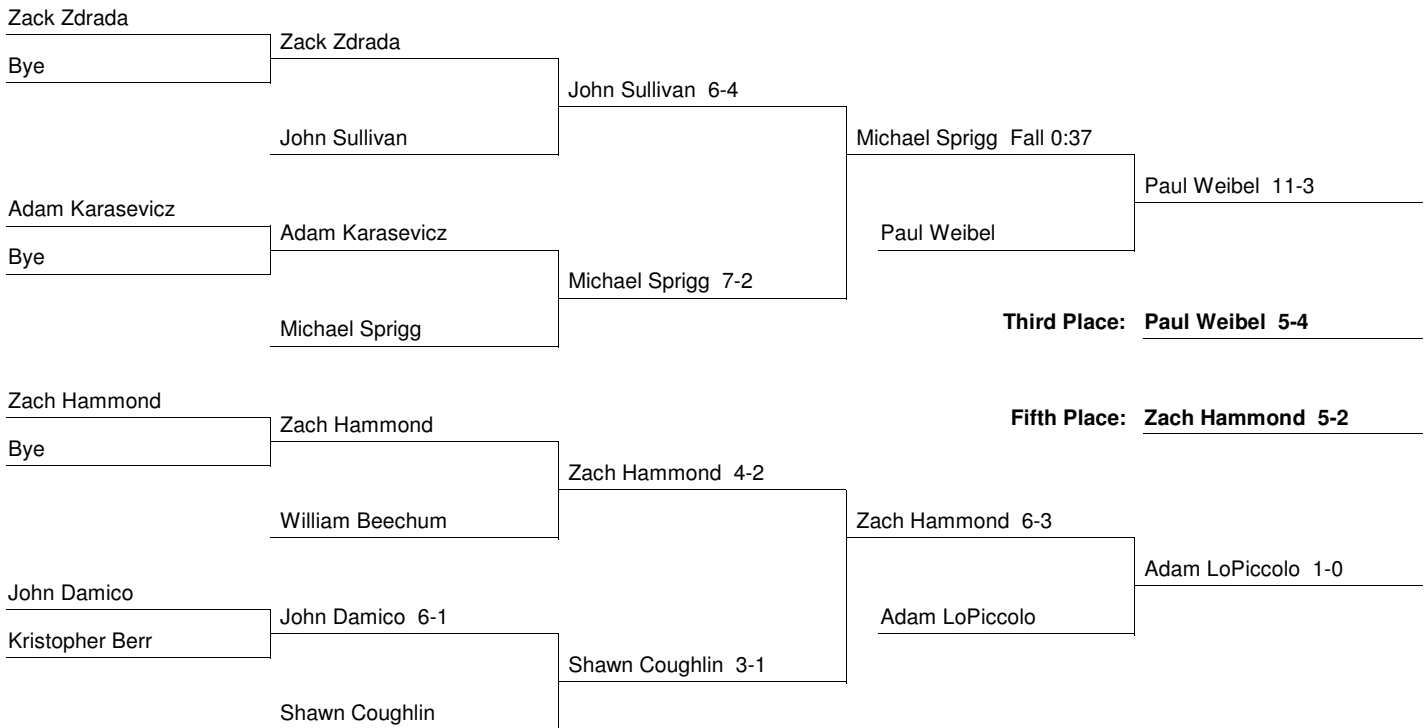 Zack Zdrada
Zack Zdrada
Bye
John Sullivan 6-4
John Sullivan
Michael Sprigg Fall 0:37
Paul Weibel 11-3
Adam Karasevicz
Adam Karasevicz
Paul Weibel
Bye
Michael Sprigg 7-2
Michael Sprigg
Third Place: Paul Weibel 5-4
Zach Hammond
Zach Hammond
Fifth Place: Zach Hammond 5-2
Bye
Zach Hammond 4-2
William Beechum
Zach Hammond 6-3
Adam LoPiccolo 1-0
John Damico
John Damico 6-1
Adam LoPiccolo
Kristopher Berr
Shawn Coughlin 3-1
Shawn Coughlin